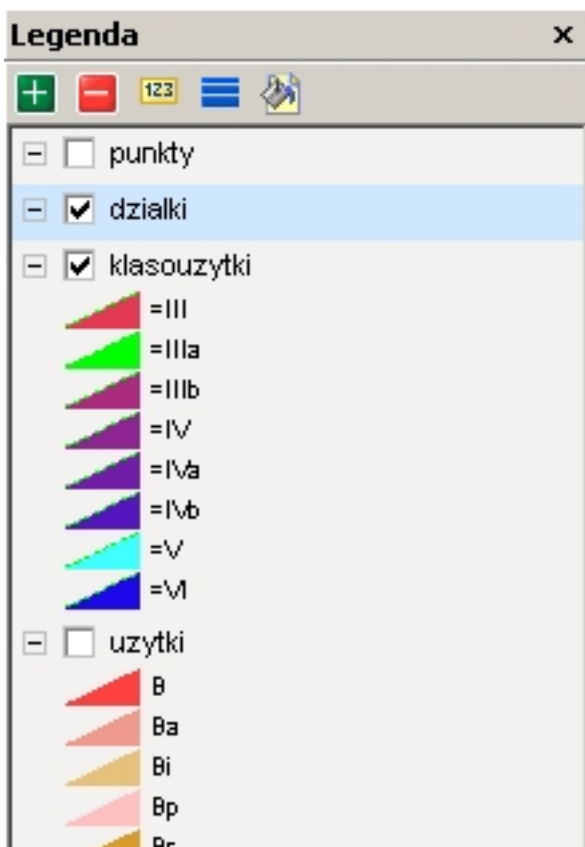 Legenda
123
punkty
dzialki
klasouzytki
=III
=IIIa
=IIIb
=IV
=IVa
=IVb
=V
=VI
uzytki
B
Ba
Bi
Bp